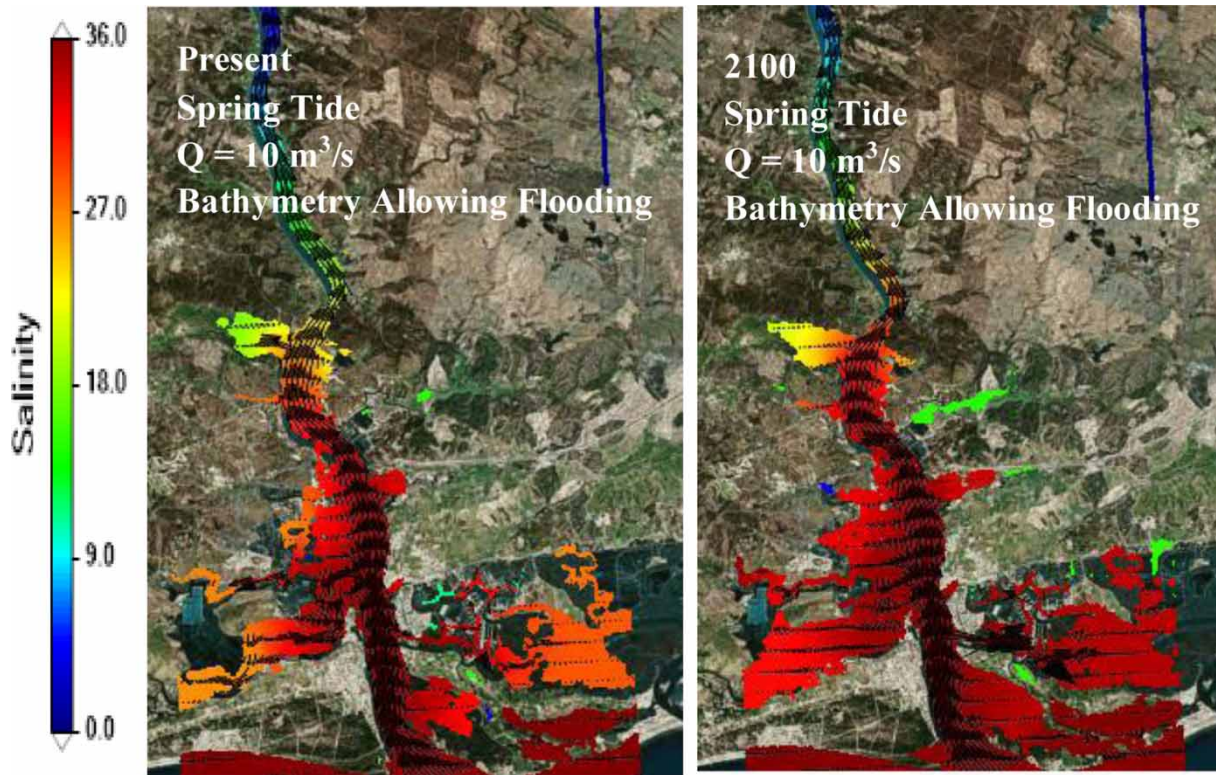 36.0
27.0
18.0
9.0
0.0
Salinity
Present
Spring Tide
Q = 10 m³/s
Bathymetry Allowing Flooding
2100
Spring Tide
Q = 10 m³/s
Bathymetry Allowing Flooding